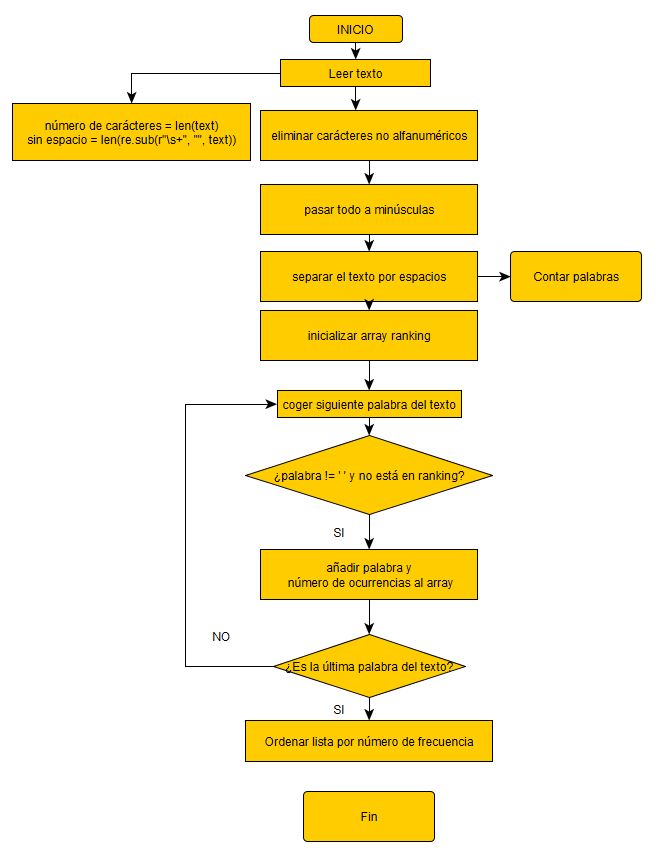 INICIO
Leer texto
número de carácteres = len(text)
sin espacio = len(re.sub(r"\s+", "", text))
eliminar carácteres no alfanuméricos
pasar todo a minúsculas
separar el texto por espacios
Contar palabras
inicializar array ranking
coger siguiente palabra del texto
¿palabra != ' ' y no está en ranking?
SI
añadir palabra y
número de ocurrencias al array
NO
¿Es la última palabra del texto?
SI
Ordenar lista por número de frecuencia
Fin